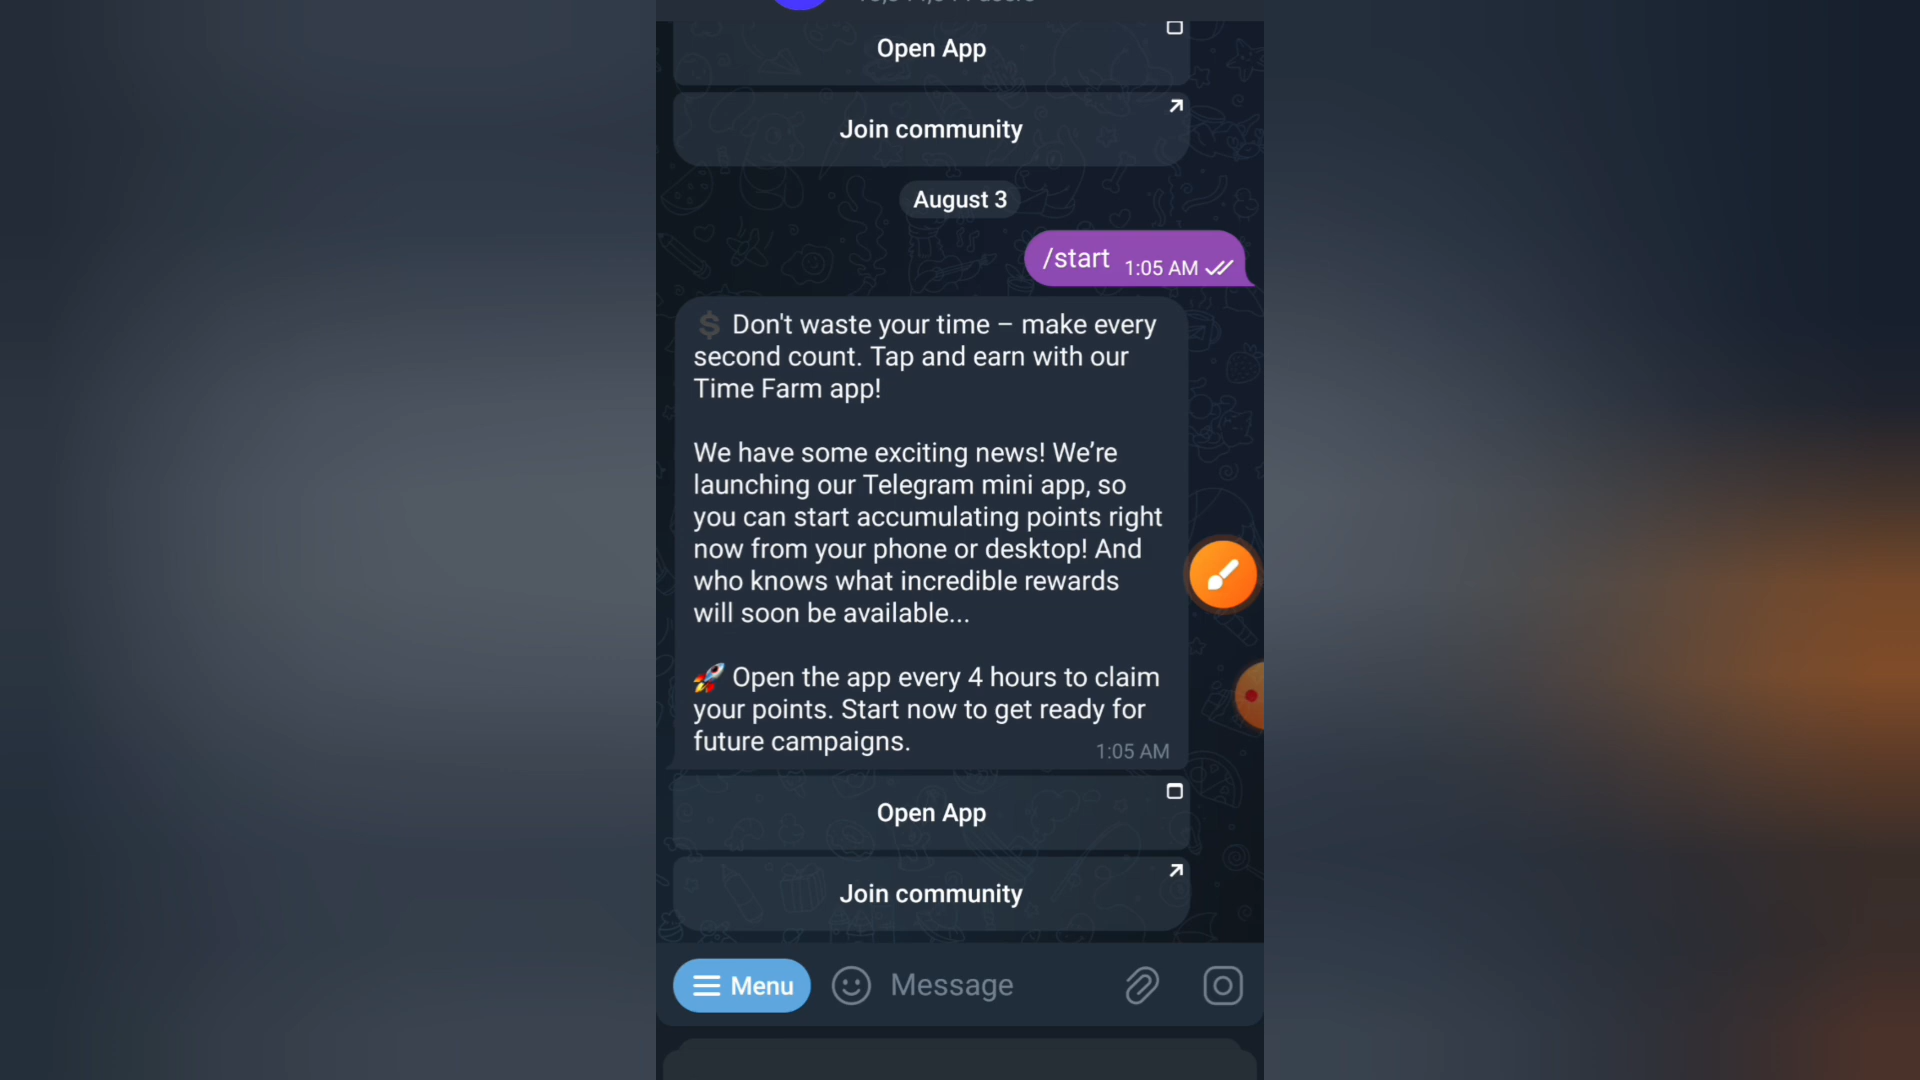 Open App
Join community
August 3
/start 1:05 AM
$ Don't waste your time – make every
second count. Tap and earn with our
Time Farm app!
We have some exciting news! We’re
launching our Telegram mini app, so
you can start accumulating points right
now from your phone or desktop! And
who knows what incredible rewards
will soon be available...
🚀 Open the app every 4 hours to claim
your points. Start now to get ready for
future campaigns.
1:05 AM
Open App
Join community
Menu
Message